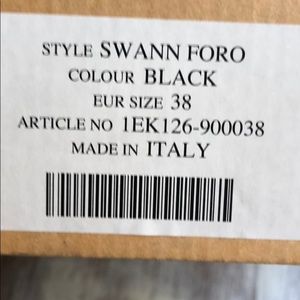 STYLE SWANN FORO
COLOUR BLACK
EUR SIZE 38
ARTICLE NO 1EK126-900038
MADE IN ITALY